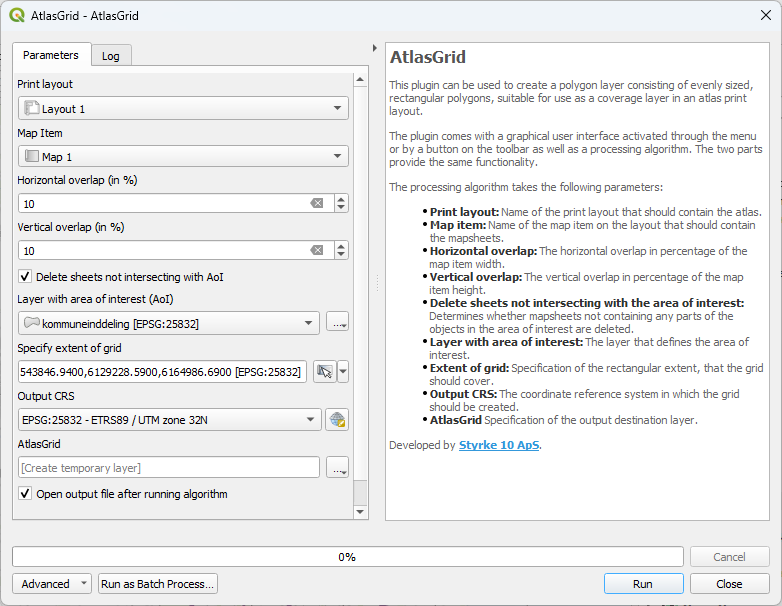 AtlasGrid - AtlasGrid
Parameters
Log
Print layout
Layout 1
Map Item
Map 1
Horizontal overlap (in %)
10
Vertical overlap (in %)
10
Delete sheets not intersecting with AoI
Layer with area of interest (AoI)
kommuneinddeling [EPSG:25832]
...
Specify extent of grid
543846.9400,6129228.5900,6164986.6900 [EPSG:25832]
Output CRS
EPSG:25832 - ETRS89 / UTM zone 32N
AtlasGrid
[Create temporary layer]
...
Open output file after running algorithm
AtlasGrid
This plugin can be used to create a polygon layer consisting of evenly sized,
rectangular polygons, suitable for use as a coverage layer in an atlas print
layout.
The plugin comes with a graphical user interface activated through the menu
or by a button on the toolbar as well as a processing algorithm. The two parts
provide the same functionality.
The processing algorithm takes the following parameters:
• Print layout: Name of the print layout that should contain the atlas.
• Map item: Name of the map item on the layout that should contain
the mapsheets.
• Horizontal overlap: The horizontal overlap in percentage of the
map item width.
• Vertical overlap: The vertical overlap in percentage of the map
item height.
• Delete sheets not intersecting with the area of interest:
Determines whether mapsheets not containing any parts of the
objects in the area of interest are deleted.
• Layer with area of interest: The layer that defines the area of
interest.
• Extent of grid: Specification of the rectangular extent, that the grid
should cover.
• Output CRS: The coordinate reference system in which the grid
should be created.
• AtlasGrid Specification of the output destination layer.
Developed by Styrke 10 ApS.
0%
Cancel
Advanced
Run as Batch Process...
Run
Close